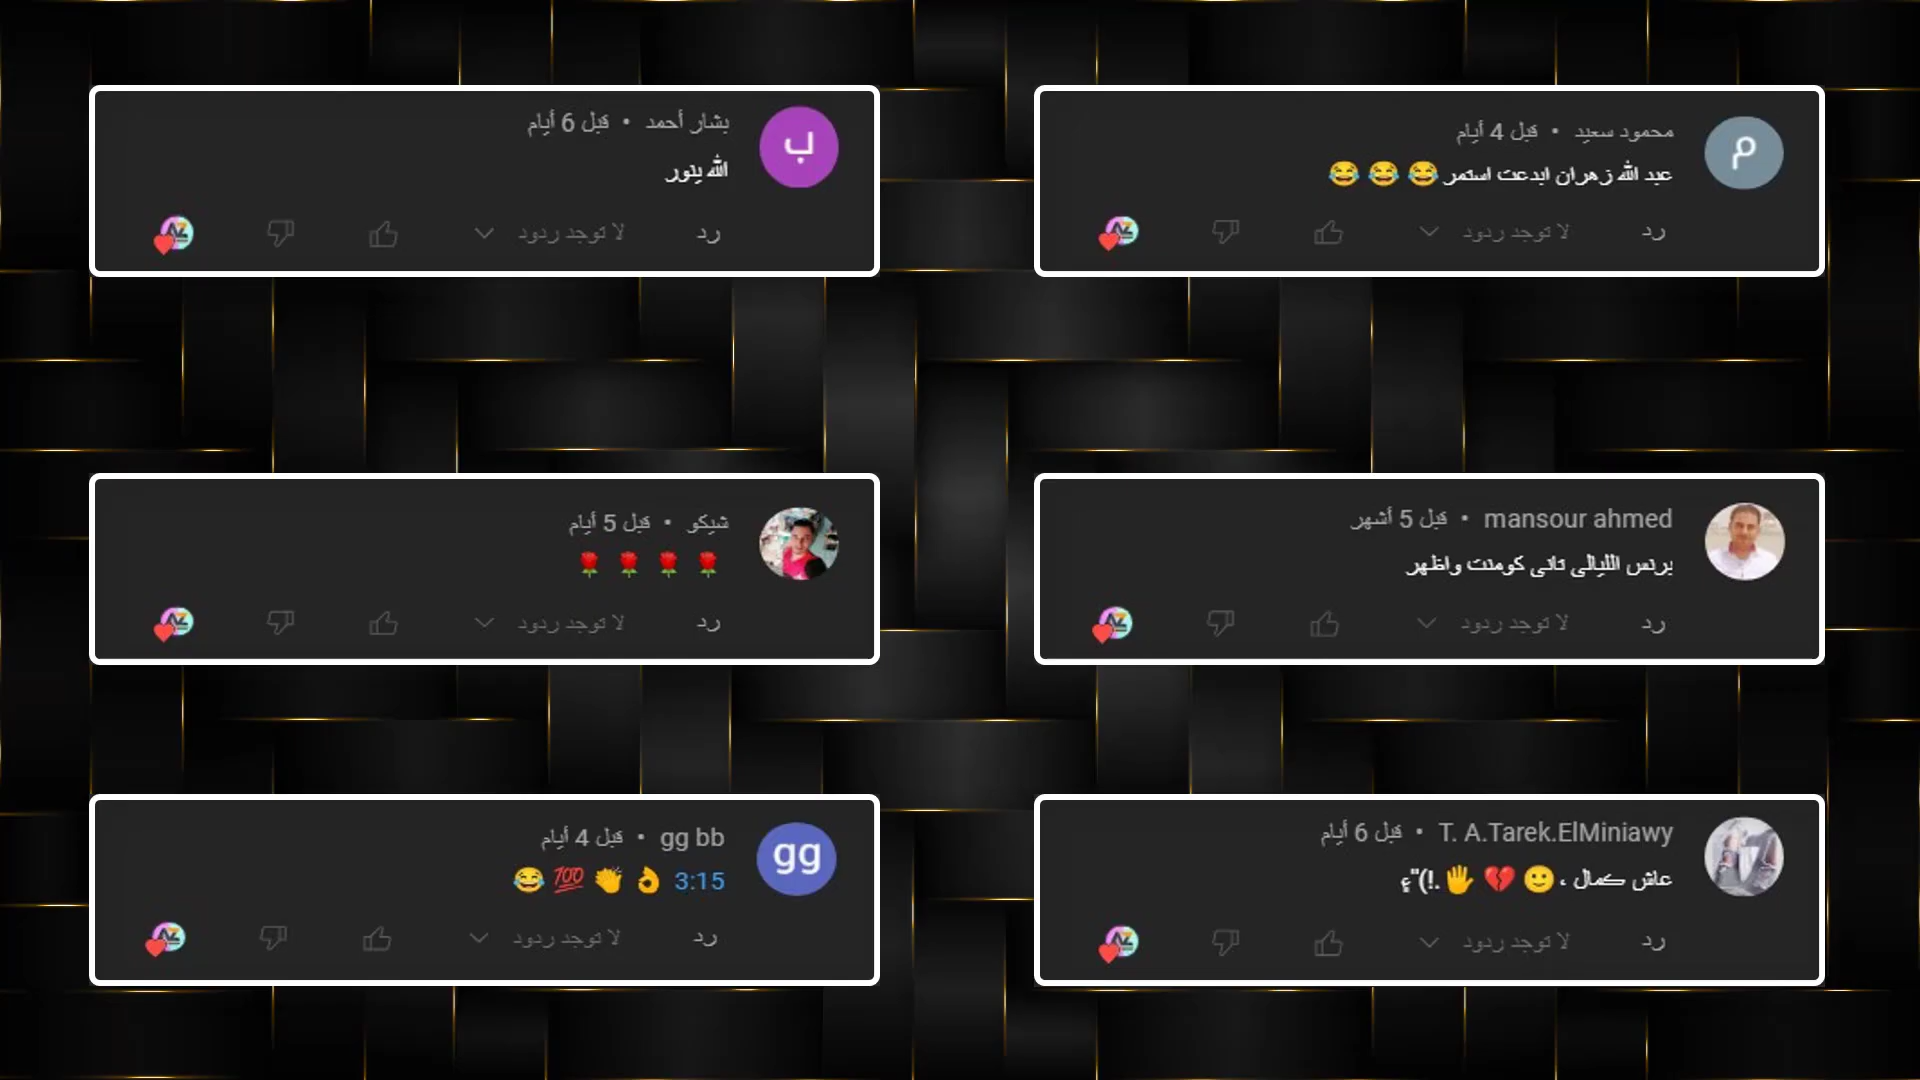 محمود سعيد • قبل 4 أيام
عبد الله زهران ابدعت استمر 😂 😂 😂
رد لا توجد ردود
بشار أحمد • قبل 6 أيام
الله ينور
رد لا توجد ردود
mansour ahmed • قبل 5 أشهر
برنس الليالى تانى كومنت واظهر
رد لا توجد ردود
شيكو • قبل 5 أيام
🌹 🌹 🌹 🌹
رد لا توجد ردود
T. A.Tarek.ElMiniawy • قبل 6 أيام
عاش كمال ، 🙂 💔 🖐 .!)"ع
رد لا توجد ردود
gg bb • قبل 4 أيام
3:15 👌 👏 💯 😂
رد لا توجد ردود